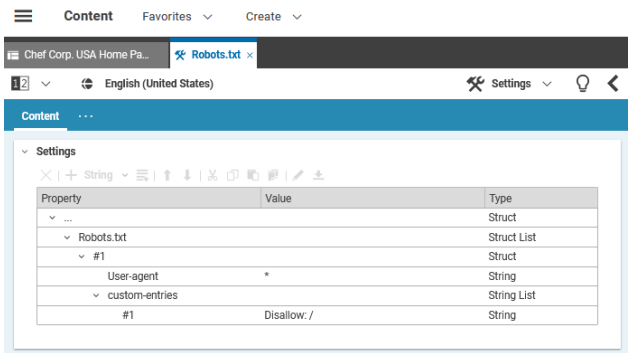 Content Favorites Create
Chef Corp. USA Home Pa... Robots.txt ×
12 English (United States) Settings
Content ...
Settings
String
Property Value Type
... Struct
Robots.txt Struct List
#1 Struct
User-agent * String
custom-entries String List
#1 Disallow: / String